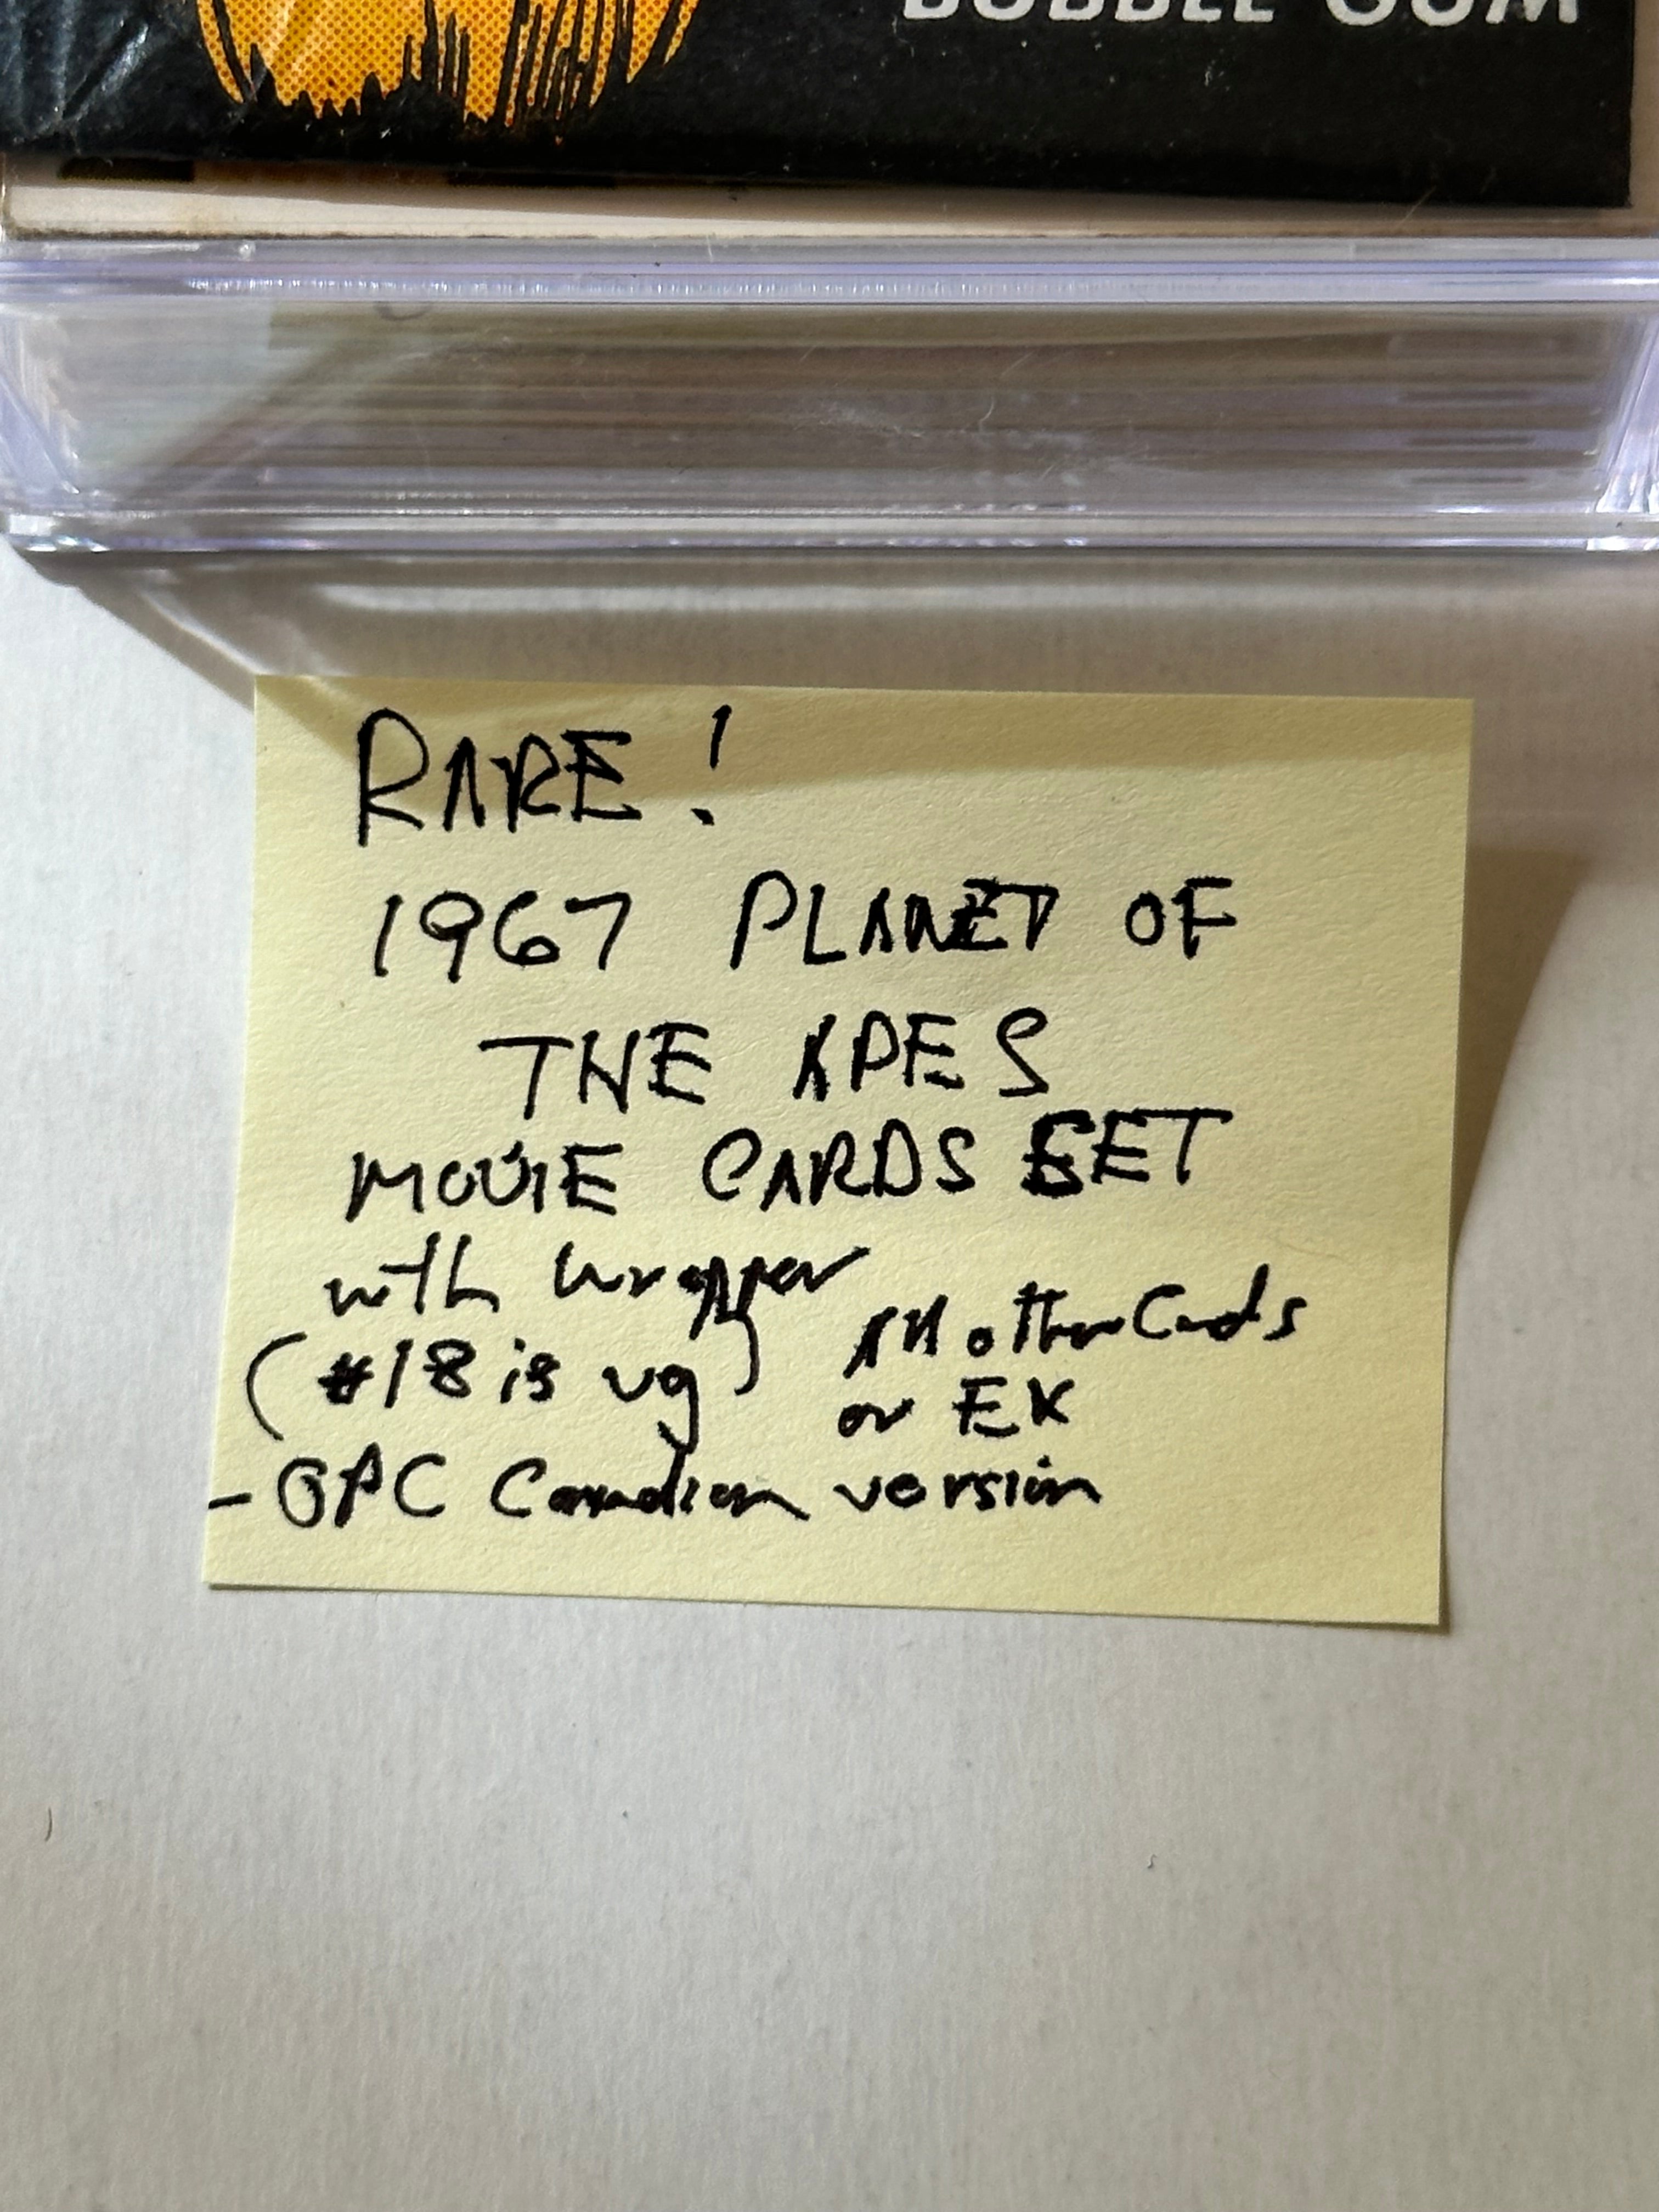 BUBBLE GUM
RARE!
1967 PLANET OF
THE APES
MOVIE CARDS SET
with wrapper
(#18 is vg) All other Cards
or EX
- OPC Canadian version